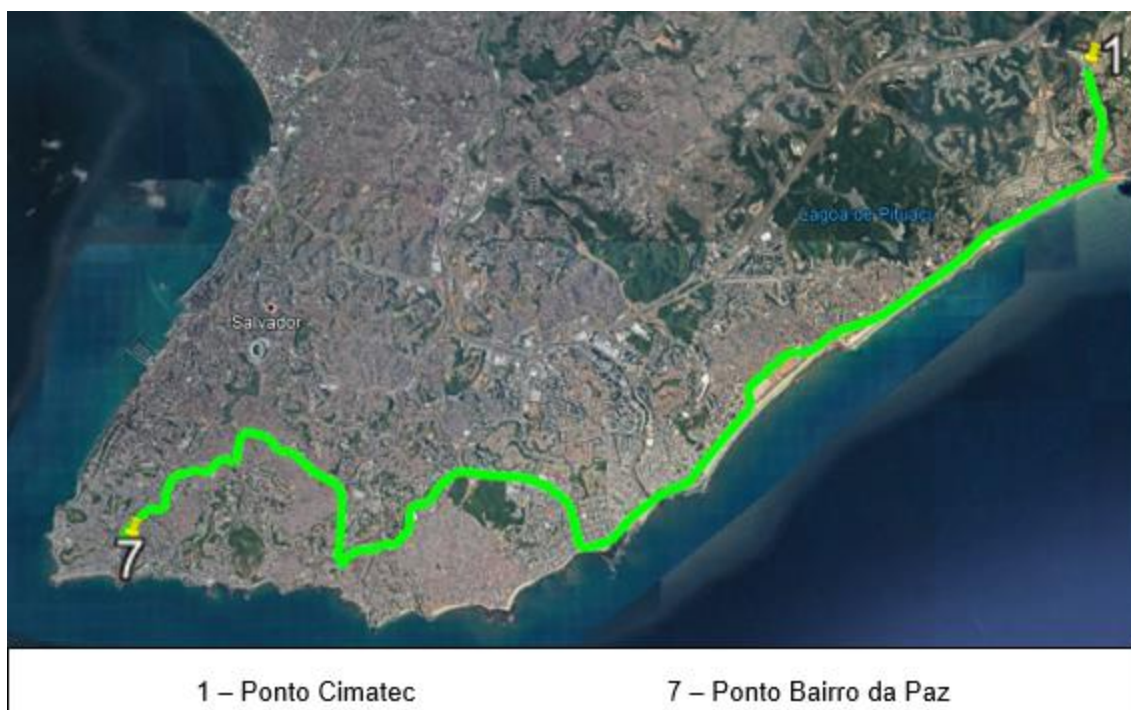 1
Lagoa de Pituaçu
Salvador
7
1 – Ponto Cimatec 7 – Ponto Bairro da Paz